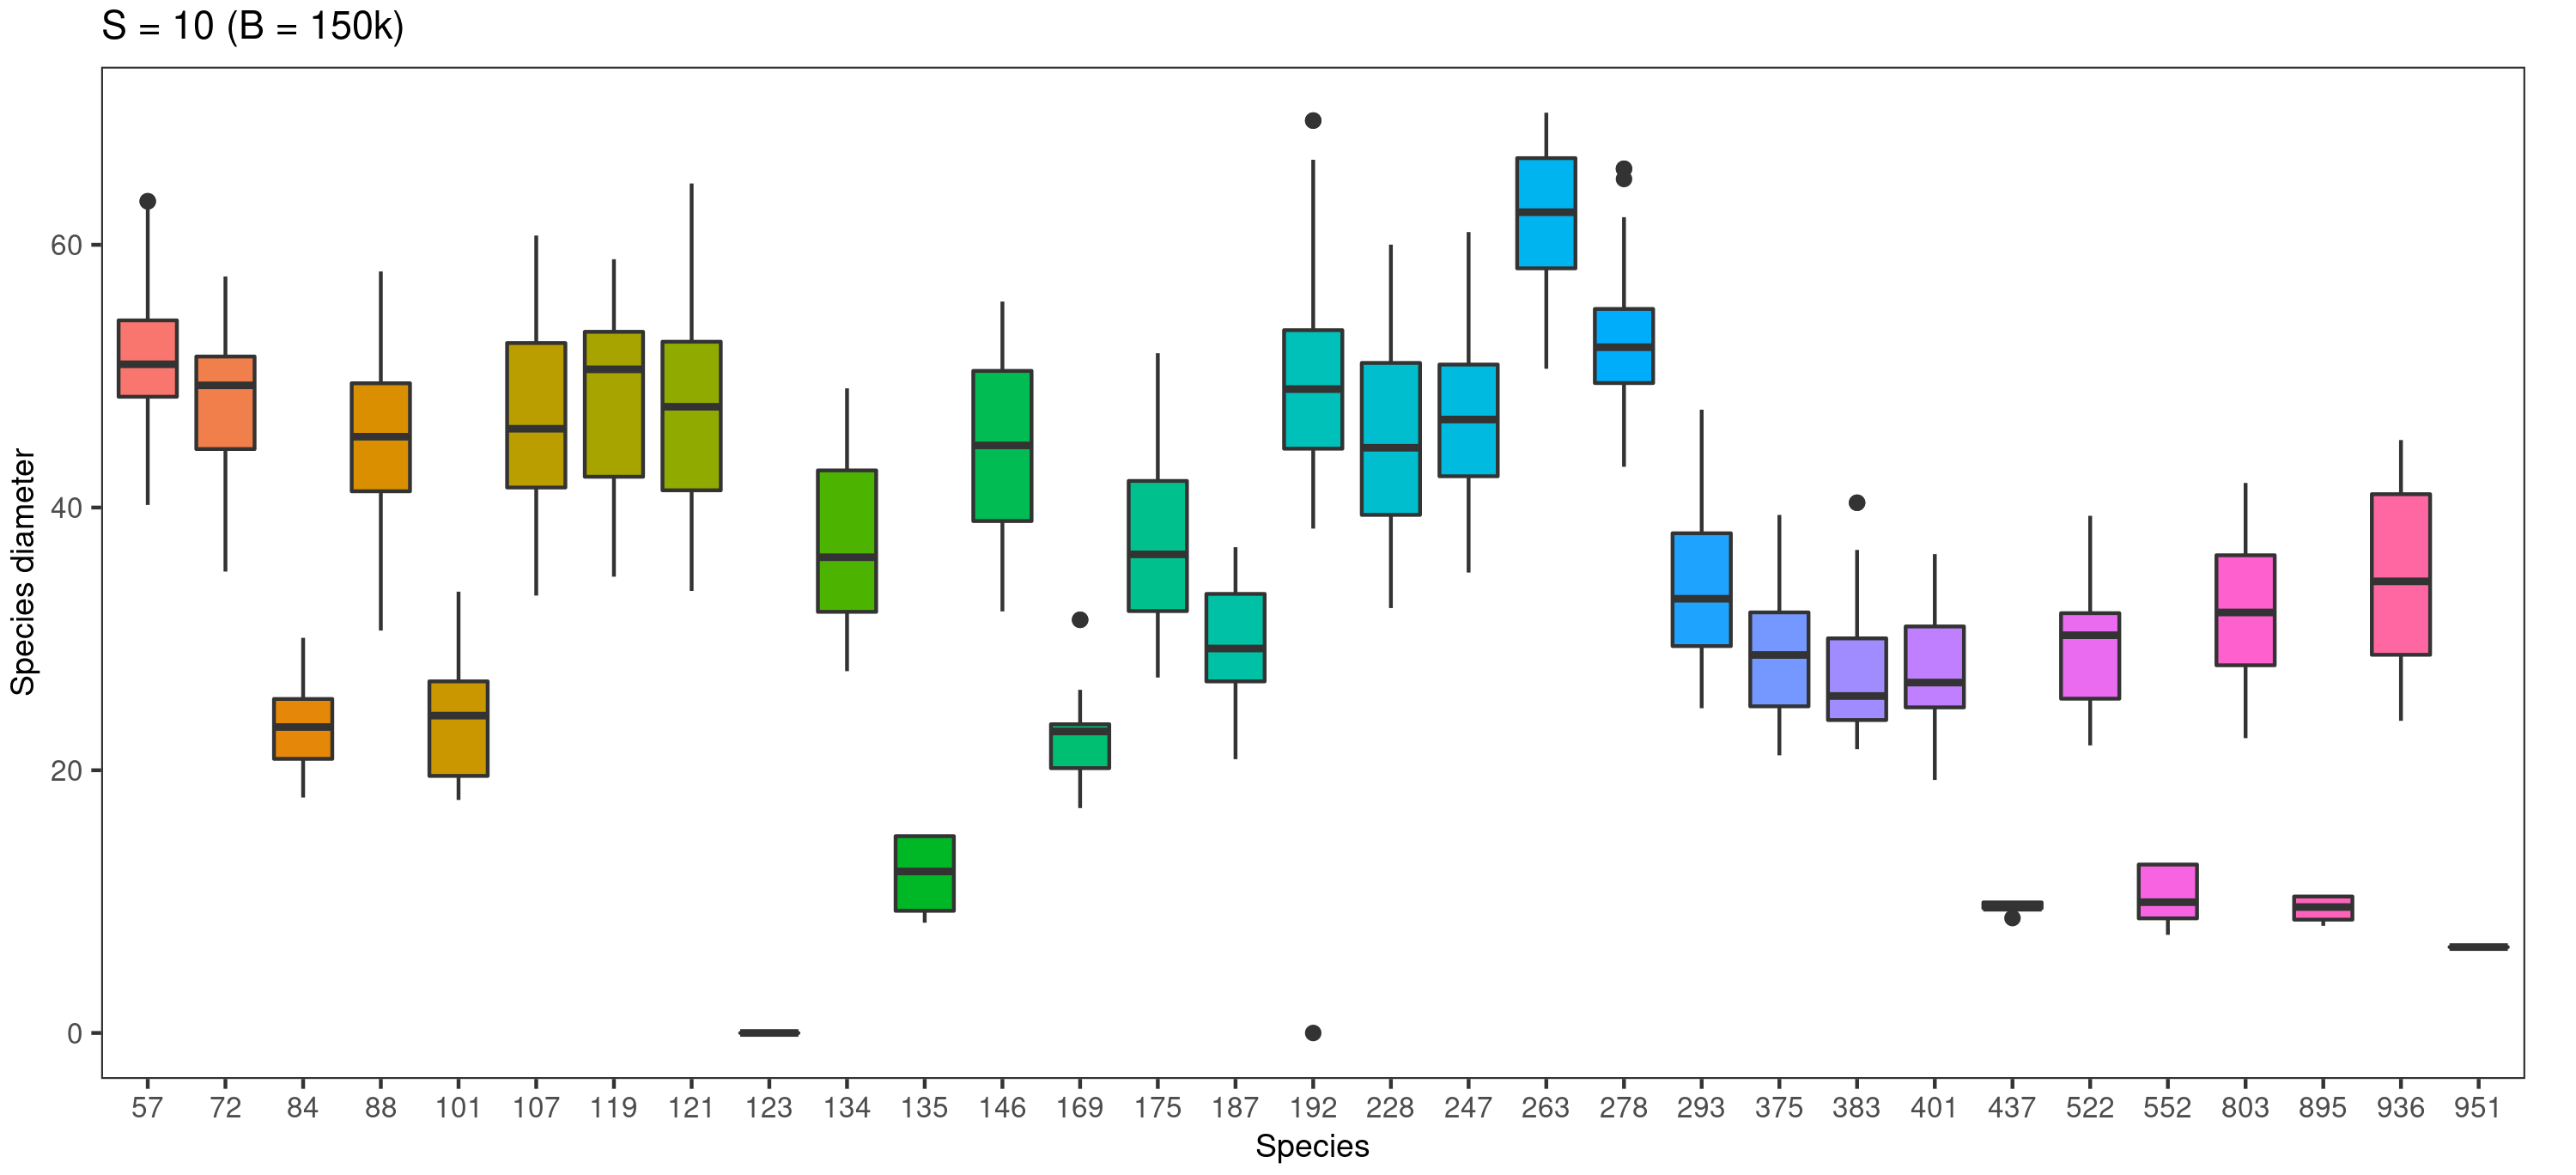 S = 10 (B = 150k)
Species diameter
60
40
20
0
57 72 84 88 101 107 119 121 123 134 135 146 169 175 187 192 228 247 263 278 293 375 383 401 437 522 552 803 895 936 951
Species